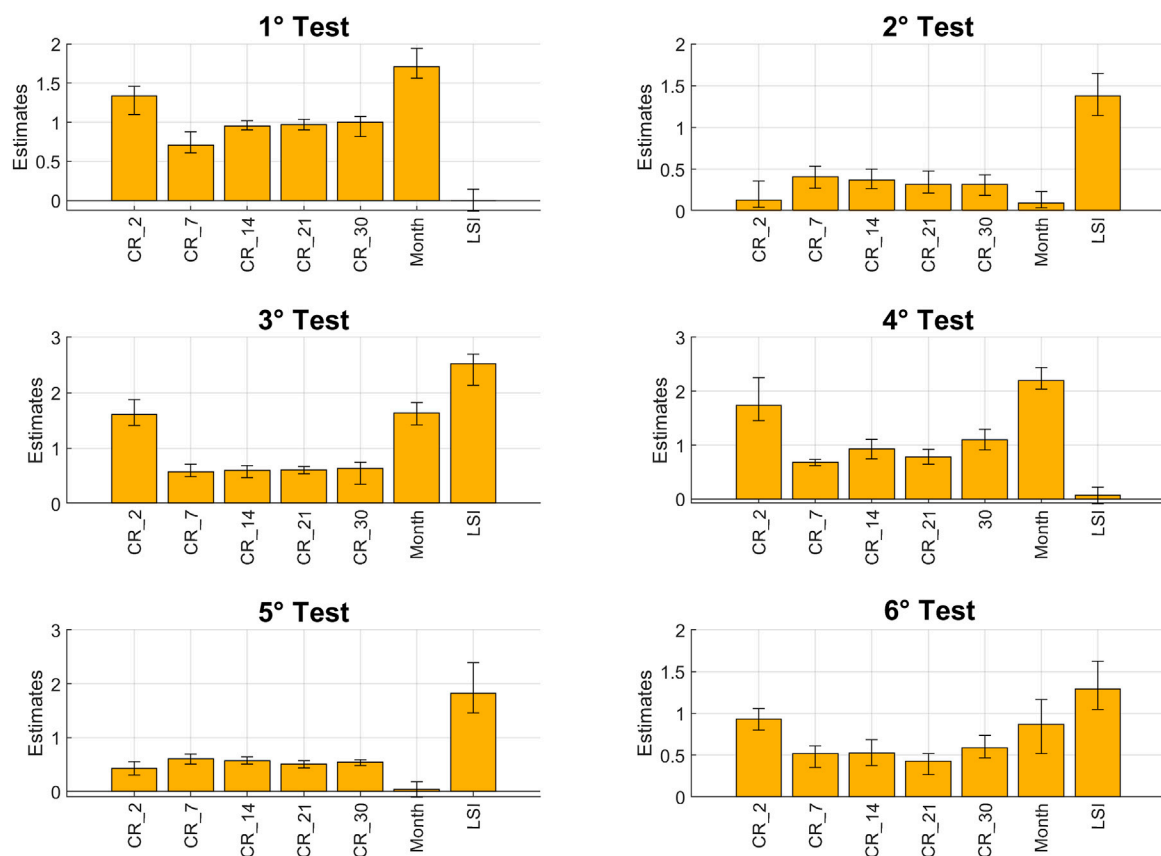 1° Test
2
1.5
1
0.5
0
Estimates
CR_2
CR_7
CR_14
CR_21
CR_30
Month
LSI
2° Test
2
1.5
1
0.5
0
Estimates
CR_2
CR_7
CR_14
CR_21
CR_30
Month
LSI
3° Test
3
2
1
0
Estimates
CR_2
CR_7
CR_14
CR_21
CR_30
Month
LSI
4° Test
3
2
1
0
Estimates
CR_2
CR_7
CR_14
CR_21
30
Month
LSI
5° Test
3
2
1
0
Estimates
CR_2
CR_7
CR_14
CR_21
CR_30
Month
LSI
6° Test
2
1.5
1
0.5
0
Estimates
CR_2
CR_7
CR_14
CR_21
CR_30
Month
LSI